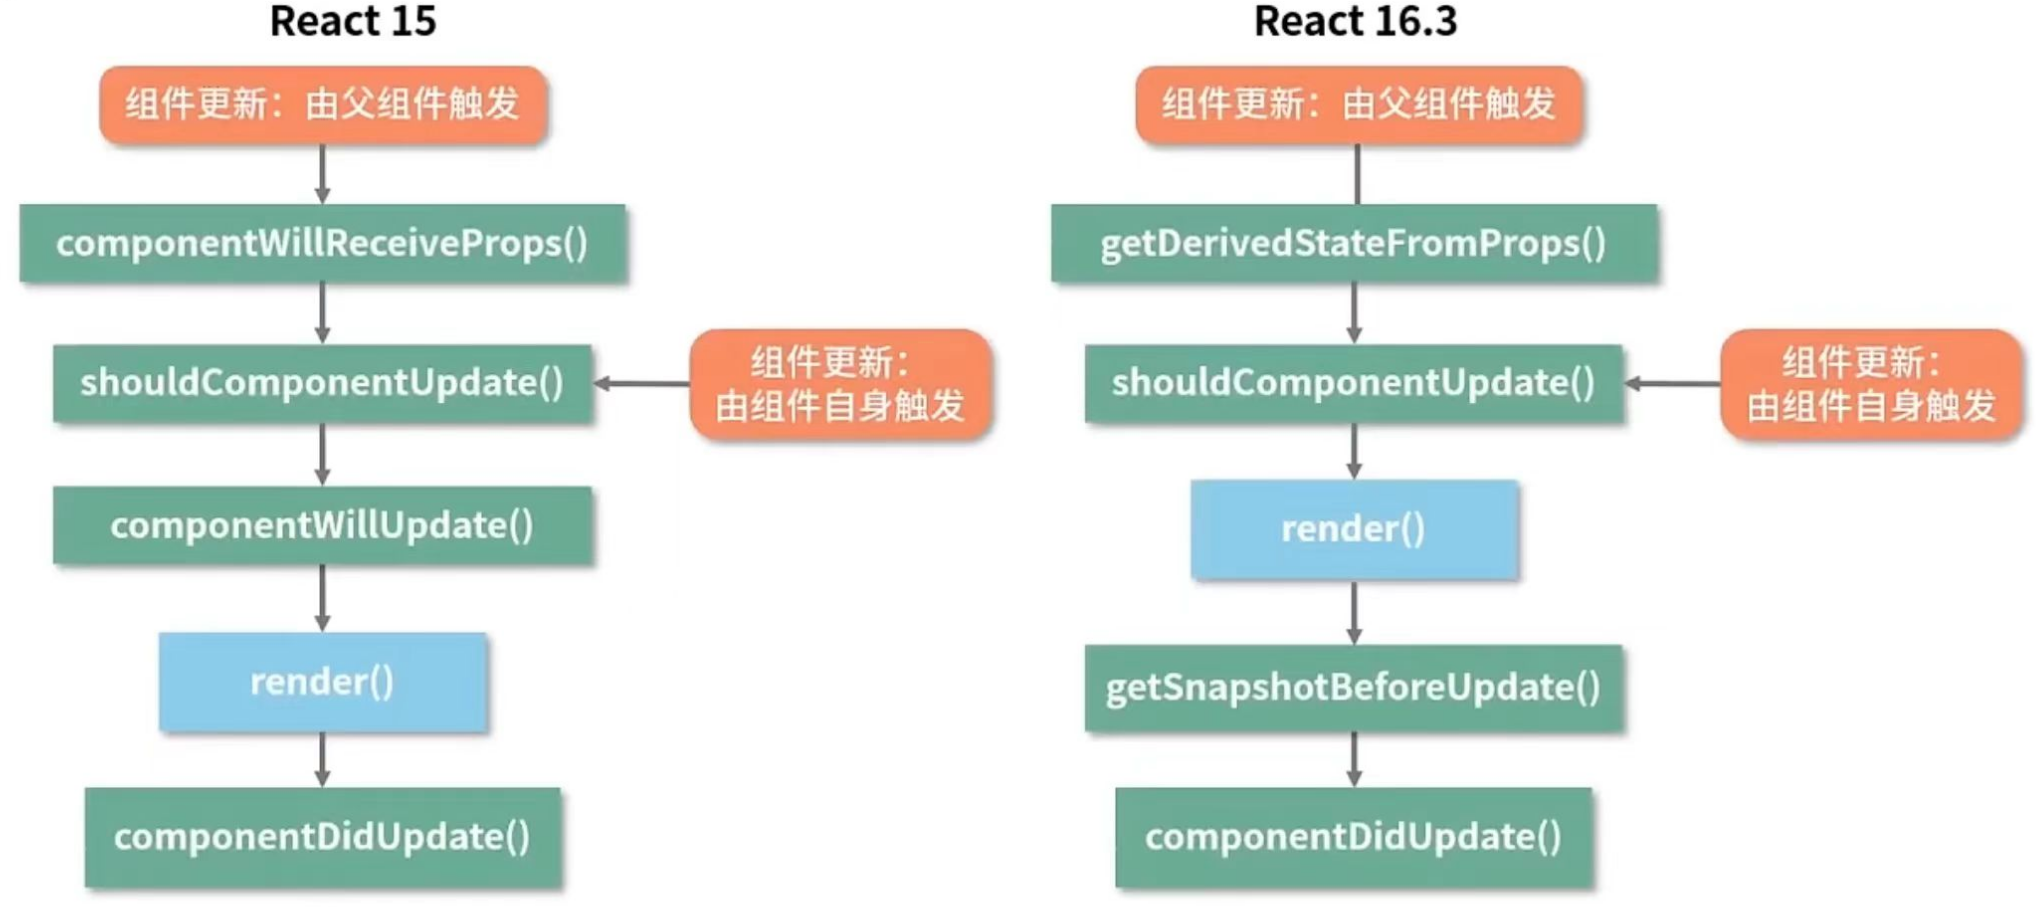 React 15
组件更新：由父组件触发
componentWillReceiveProps()
shouldComponentUpdate()
组件更新：
由组件自身触发
componentWillUpdate()
render()
componentDidUpdate()
React 16.3
组件更新：由父组件触发
getDerivedStateFromProps()
shouldComponentUpdate()
组件更新：
由组件自身触发
render()
getSnapshotBeforeUpdate()
componentDidUpdate()